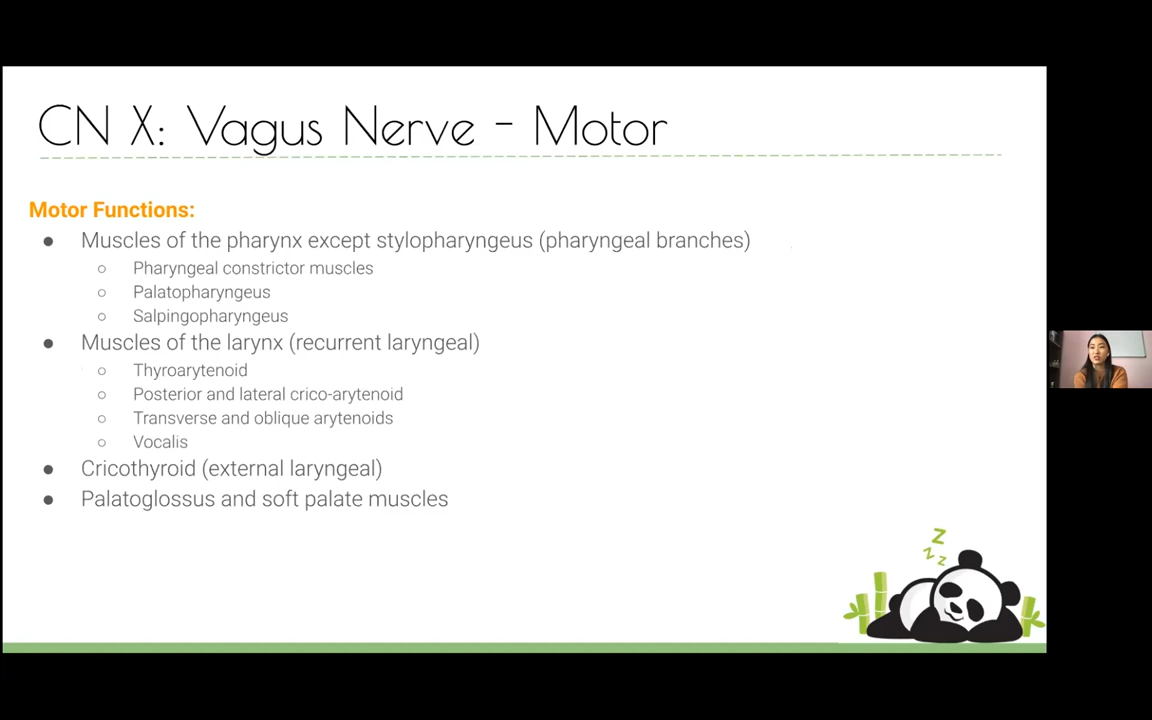 CN X: Vagus Nerve - Motor
Motor Functions:
● Muscles of the pharynx except stylopharyngeus (pharyngeal branches)
○ Pharyngeal constrictor muscles
○ Palatopharyngeus
○ Salpingopharyngeus
● Muscles of the larynx (recurrent laryngeal)
○ Thyroarytenoid
○ Posterior and lateral crico-arytenoid
○ Transverse and oblique arytenoids
○ Vocalis
● Cricothyroid (external laryngeal)
● Palatoglossus and soft palate muscles
Z
Z
Z